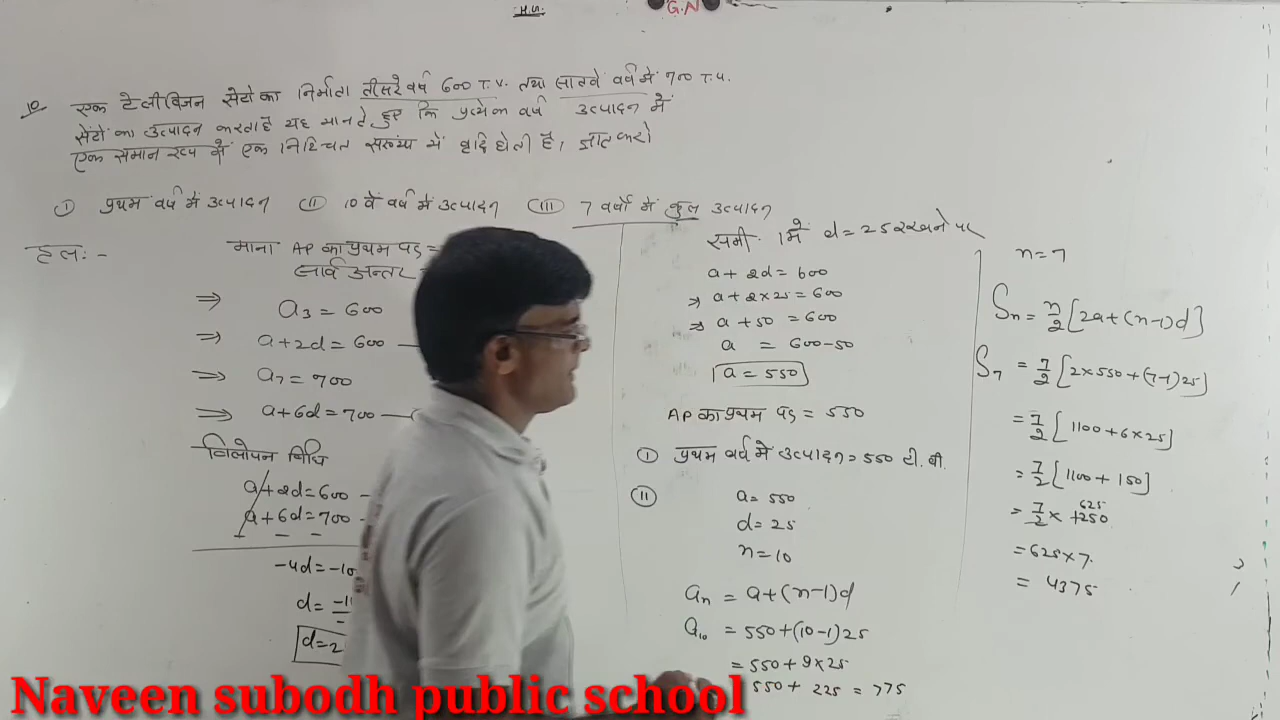 H.S.
G.N
10 एक टेलीविजन सेटो का निर्माता तीसरे वर्ष 600 T.V. तथा सातवे वर्ष में 700 T.V.
सेटों का उत्पादन करता है यह मानते हुए कि प्रत्येक वर्ष उत्पादन में
एक समान रूप से एक निश्चित संख्या में वृद्धि होती है, ज्ञात करो
I प्रथम वर्ष में उत्पादन II 10 वें वर्ष में उत्पादन III 7 वर्षों में कुल उत्पादन
हल: -
माना AP का प्रथम पद =
सार्व अन्तर
⇒ a3 = 600
⇒ a+2d = 600
⇒ a7 = 700
⇒ a+6d = 700
विलोपन विधि
a+2d = 600 -
a+6d = 700 -
- - -
-4d = -10
d =
d = 2
समी. 1 में d = 25 रखने पर
a + 2d = 600
⇒ a + 2×25 = 600
⇒ a + 50 = 600
a = 600-50
a = 550
AP का प्रथम पद = 550
I प्रथम वर्ष में उत्पादन = 550 टी. वी.
II a = 550
d = 25
n = 10
an = a+(n-1)d
a10 = 550+(10-1)25
= 550 + 9×25
550 + 225 = 775
n = 7
Sn = n/2 [2a+(n-1)d]
S7 = 7/2 [2×550+(7-1)25]
= 7/2 [1100+6×25]
= 7/2 [1100+150]
625
= 7/2 × 1250
= 625×7
= 4375
Naveen subodh public school